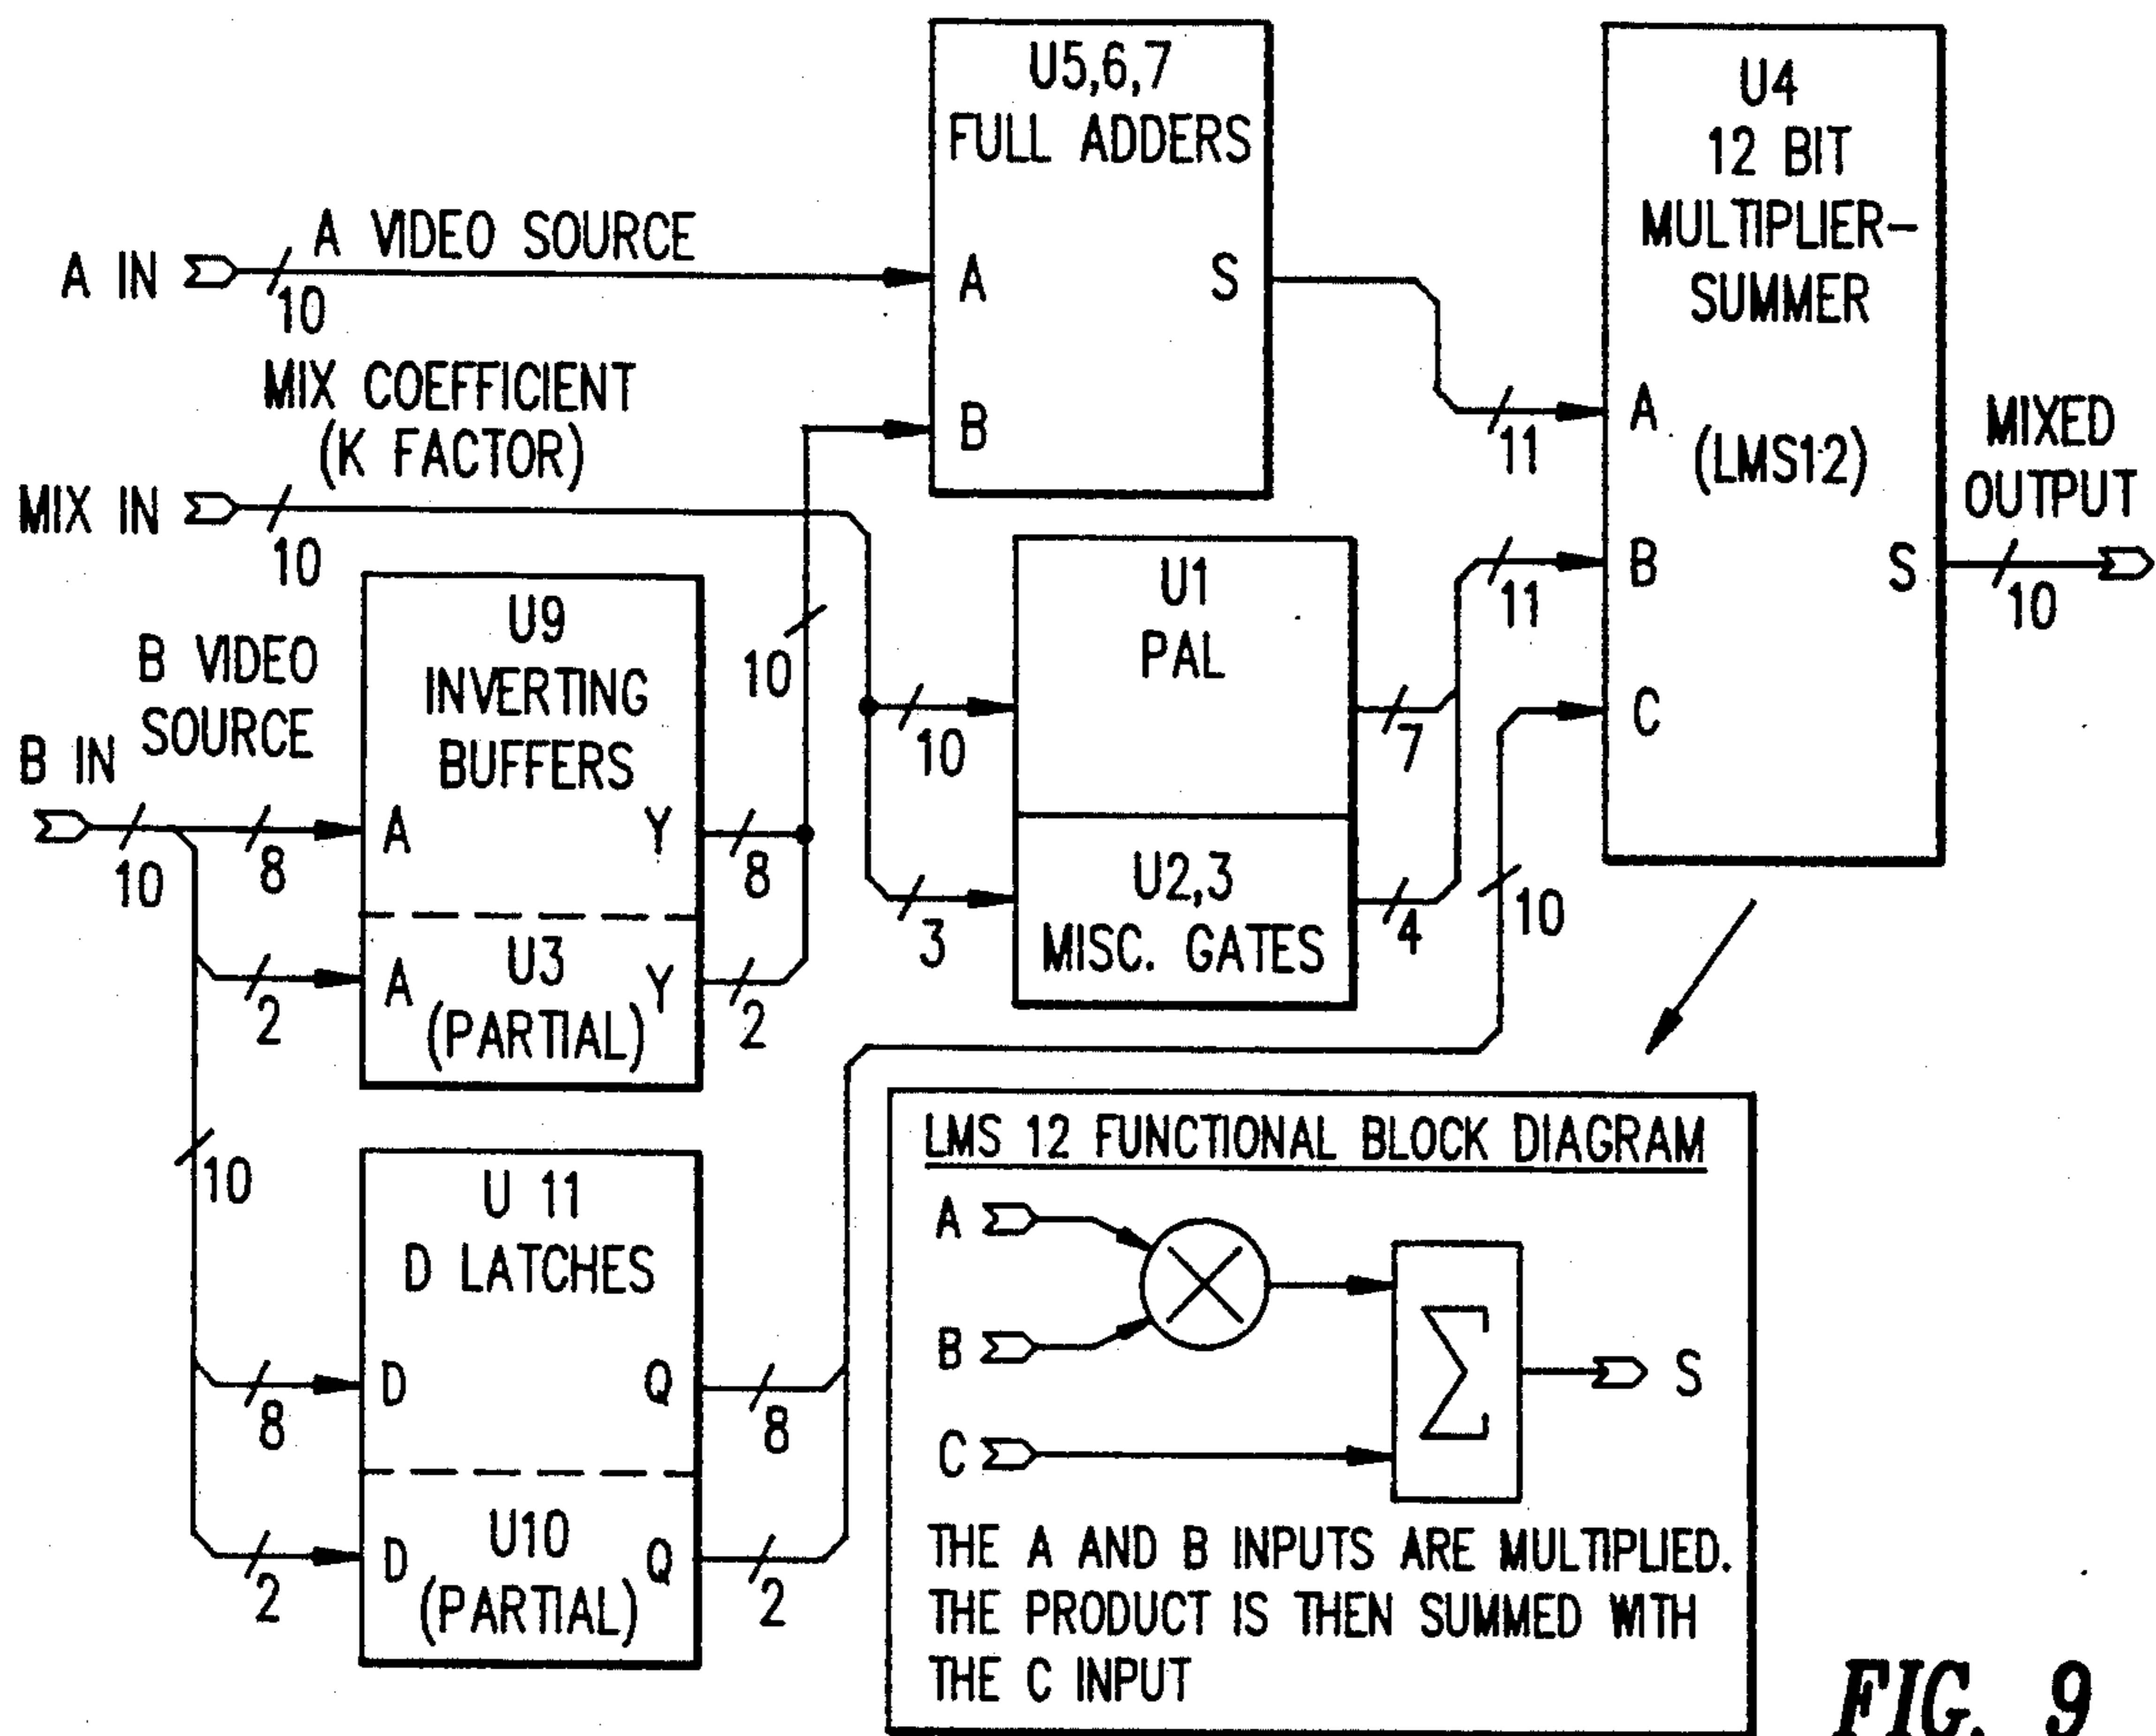 U5,6,7
FULL ADDERS
A
S
B
U4
12 BIT
MULTIPLIER-
SUMMER
(LMS12)
A
B
C
S
MIXED
OUTPUT
10
A IN
A VIDEO SOURCE
10
MIX COEFFICIENT
(K FACTOR)
MIX IN
10
11
11
U9
INVERTING
BUFFERS
A
Y
U3
(PARTIAL)
A
Y
B VIDEO
SOURCE
B IN
10
8
2
8
2
10
U1
PAL
U2,3
MISC. GATES
10
3
7
4
10
10
U 11
D LATCHES
D
Q
U10
(PARTIAL)
D
Q
8
2
8
2
LMS 12 FUNCTIONAL BLOCK DIAGRAM
A
B
C
Σ
S
THE A AND B INPUTS ARE MULTIPLIED.
THE PRODUCT IS THEN SUMMED WITH
THE C INPUT
FIG. 9